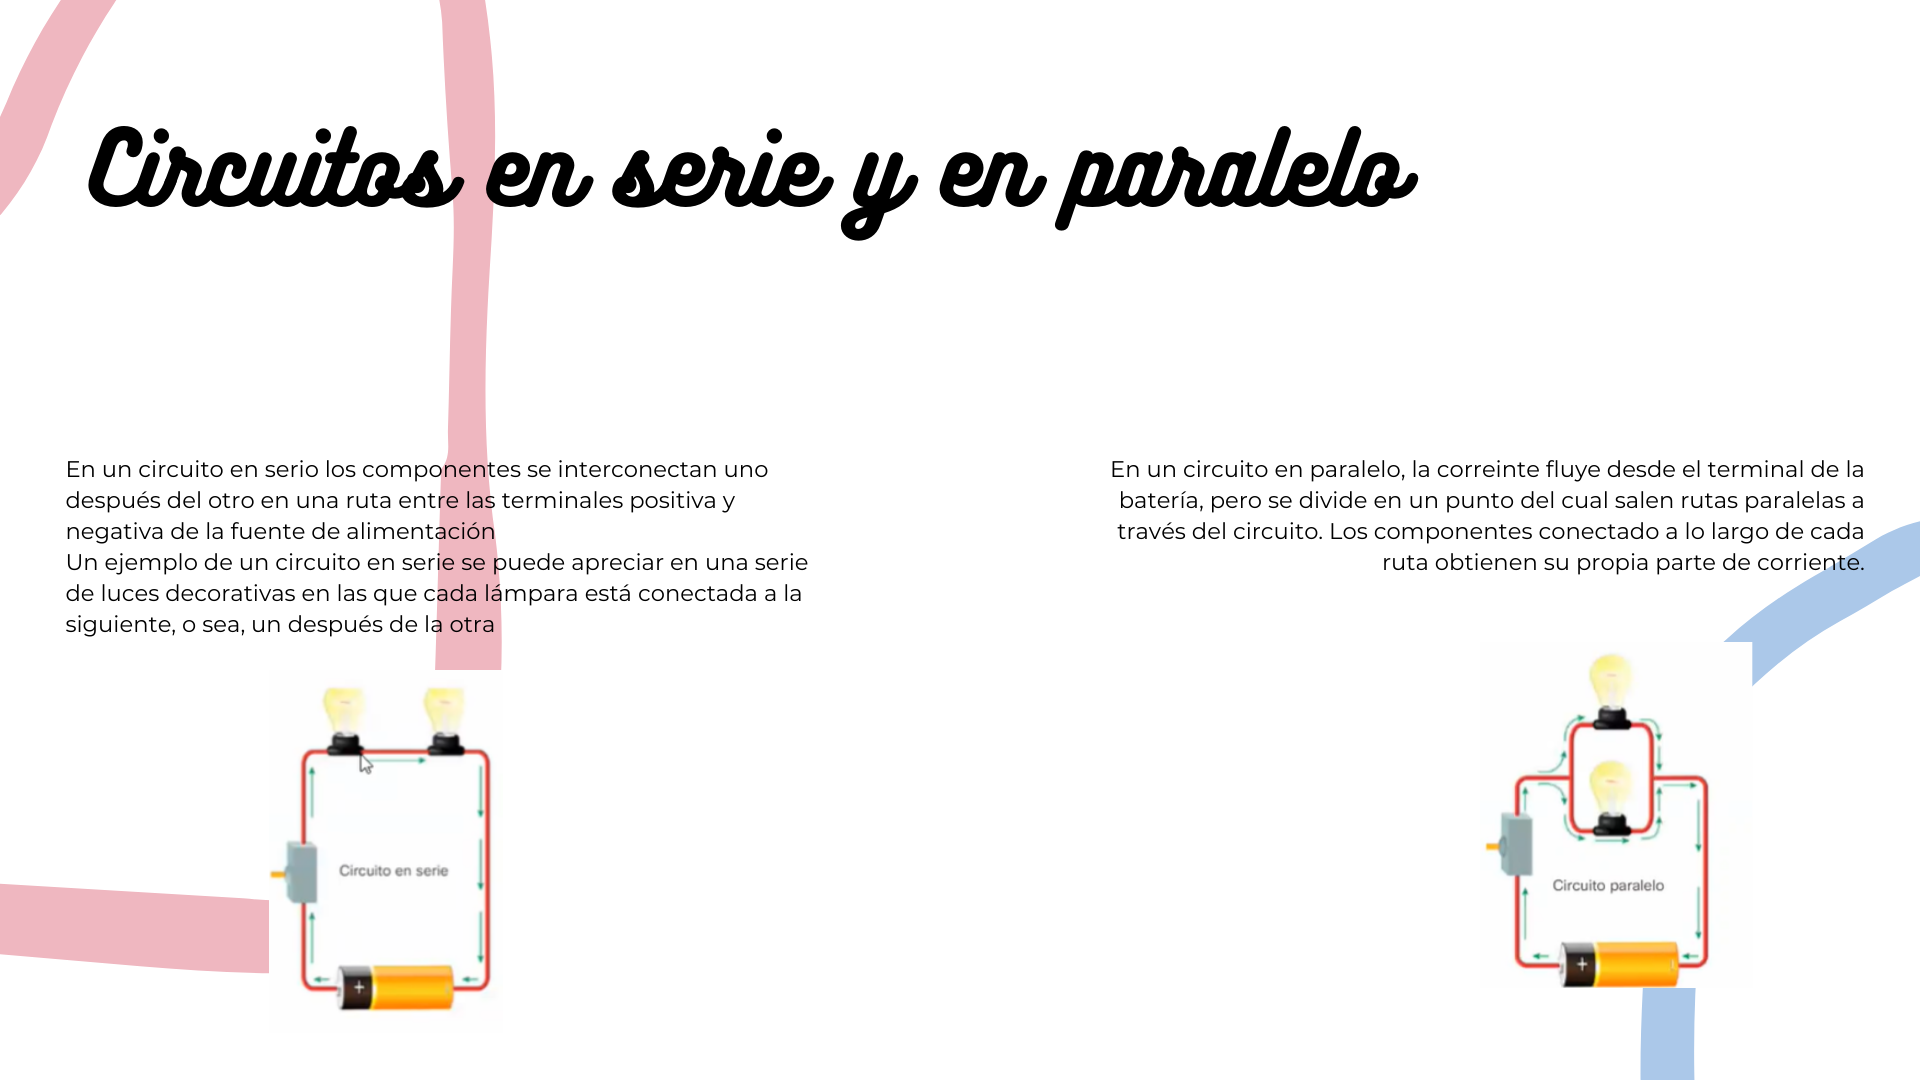 Circuitos en serie y en paralelo
En un circuito en serio los componentes se interconectan uno
después del otro en una ruta entre las terminales positiva y
negativa de la fuente de alimentación
Un ejemplo de un circuito en serie se puede apreciar en una serie
de luces decorativas en las que cada lámpara está conectada a la
siguiente, o sea, un después de la otra
En un circuito en paralelo, la correinte fluye desde el terminal de la
batería, pero se divide en un punto del cual salen rutas paralelas a
través del circuito. Los componentes conectado a lo largo de cada
ruta obtienen su propia parte de corriente.
Circuito en serie
+
Circuito paralelo
+